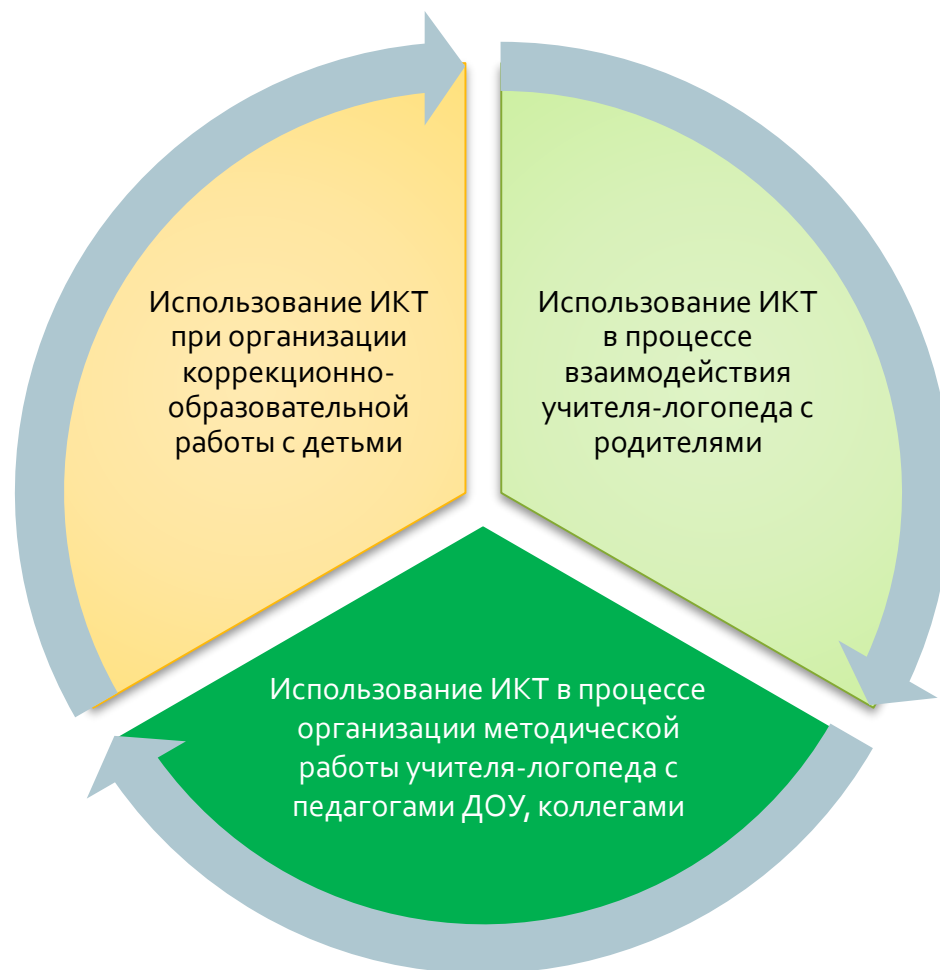 Использование ИКТ
при организации
коррекционно-
образовательной
работы с детьми
Использование ИКТ
в процессе
взаимодействия
учителя-логопеда с
родителями
Использование ИКТ в процессе
организации методической
работы учителя-логопеда с
педагогами ДОУ, коллегами